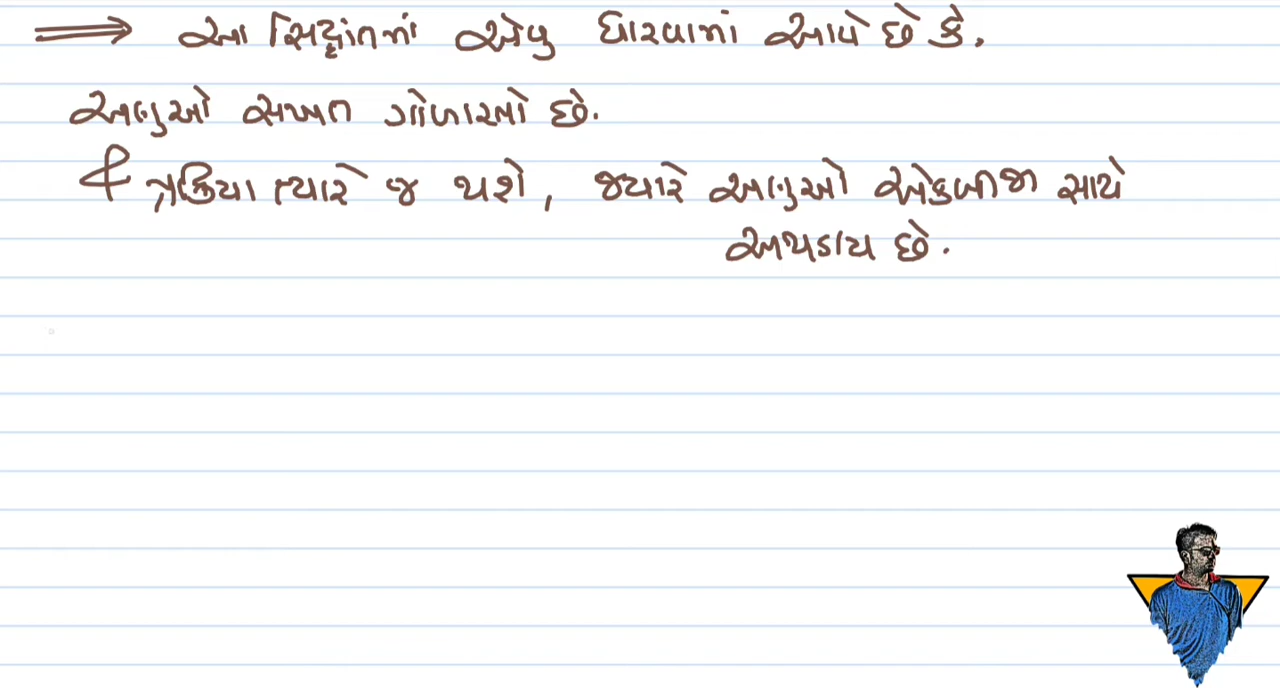 ⟹ આ સિદ્ધાંતમાં એવુ ધારવામાં આવે છે કે,
અણુઓ સખત ગોળાઓ છે.
& પ્રક્રિયા ત્યારે જ થશે, જ્યારે અણુઓ એકબીજા સાથે
અથડાય છે.